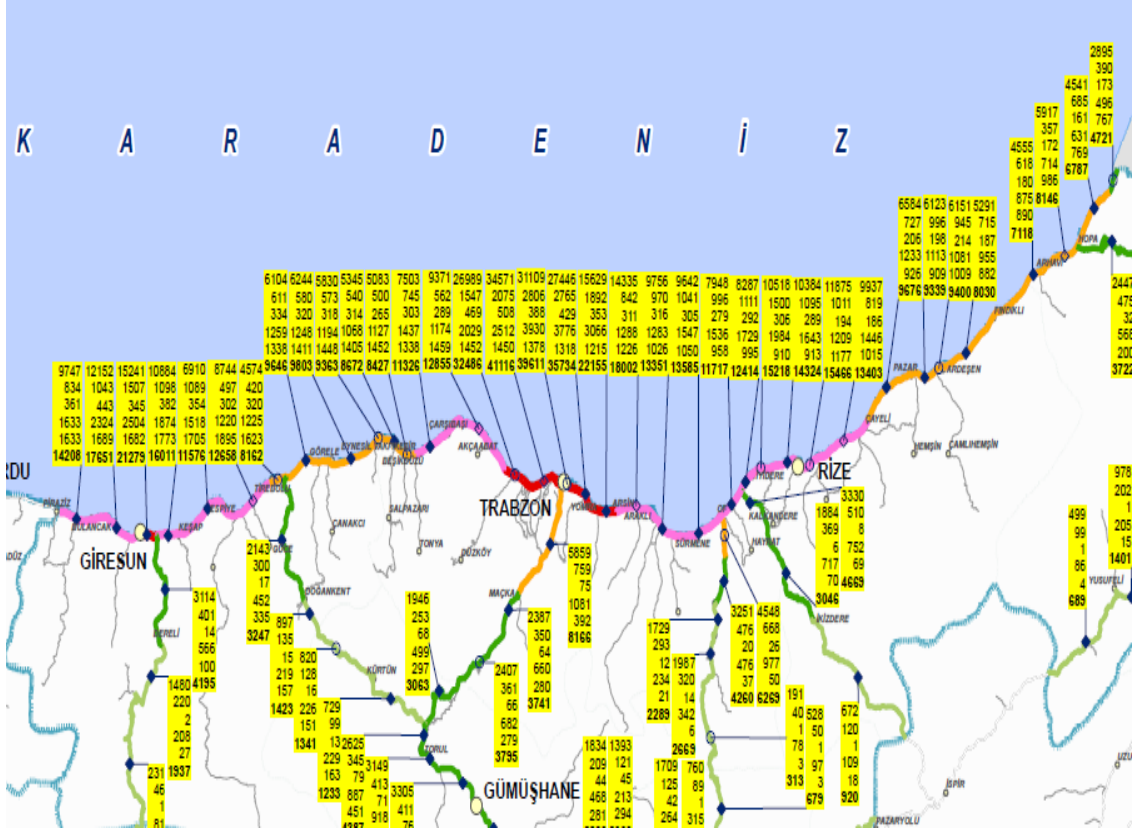 K A R A D E N İ Z
2895
390
173
496
767
4721
4541
685
161
631
769
6787
5917
357
172
714
986
8146
4555
618
180
875
890
7118
6584 6123 6151 5291
727 996 945 715
206 198 214 187
1233 1113 1081 955
926 909 1009 882
9676 9339 9400 8030
HOPA
ARHAVİ
FINDIKLI
ARDEŞEN
PAZAR
ÇAYELİ
HEMŞİN
ÇAMLIHEMŞİN
2447
475
568
200
3722
6104 6244 5830 5345 5083 7503 9371 26989 34571 31109 27446 15629 14335 9756 9642 7948 8287 10518 10384 11875 9937
611 580 573 540 500 745 562 1547 2075 2806 2765 1892 842 970 1041 996 1111 1500 1095 1011 819
334 320 318 314 265 303 289 469 508 388 429 353 311 316 305 279 292 306 289 194 186
1259 1248 1194 1068 1127 1437 1174 2029 2512 3930 3776 3066 1288 1283 1547 1536 1729 1984 1643 1209 1446
1338 1411 1448 1405 1452 1338 1459 1452 1450 1378 1318 1215 1226 1026 1050 958 995 910 913 1177 1015
9646 9803 9363 8672 8427 11326 12855 32486 41116 39611 35734 22155 18002 13351 13585 11717 12414 15218 14324 15466 13403
9747 12152 15241 10884 6910 8744 4574
834 1043 1507 1098 1089 497 420
361 443 345 382 354 302 320
1633 2324 2504 1874 1518 1220 1225
1633 1689 1682 1773 1705 1895 1623
14208 17651 21279 16011 11576 12658 8162
RDU
PİRAZİZ
BULANCAK
GİRESUN
KEŞAP
ESPİYE
TİREBOLU
GÖRELE
EYNESİL
BEŞİKDÜZÜ
ÇARŞIBAŞI
AKÇAABAT
TRABZON
YOMRA
ARSİN
ARAKLI
SÜRMENE
OF
İYİDERE
RİZE
KALKANDERE
HAYRAT
İKİZDERE
ÇANAKCI
ŞALPAZARI
TONYA
DÜZKÖY
MAÇKA
GÜCE
DOĞANKENT
KÜRTÜN
TORUL
GÜMÜŞHANE
DERELİ
YUSUFELİ
İSPİR
PAZARYOLU
UZU
3114
401
14
566
100
4195
1480
220
2
208
27
1937
231
46
1
81
2143
300
17
452
335
3247
897
135
15
219
157
1423
820
128
16
226
151
1341
729
99
13
229
163
1233
2625
345
79
887
451
4387
3149
413
71
918
3305
411
76
1946
253
68
499
297
3063
2407
361
66
682
279
3795
2387
350
64
660
280
3741
5859
759
75
1081
392
8166
1834 1393
209 121
44 45
468 213
281 294
1729
293
12
234
21
2289
1987
320
14
342
6
2669
1709
125
42
264
760
89
1
315
3251
476
20
476
37
4260
4548
668
26
977
50
6269
1884
369
6
717
70
3046
3330
510
8
752
69
4669
191
40
1
78
3
313
528
50
1
97
3
679
672
120
1
109
18
920
499
99
1
86
4
689
978
202
1
205
15
1401